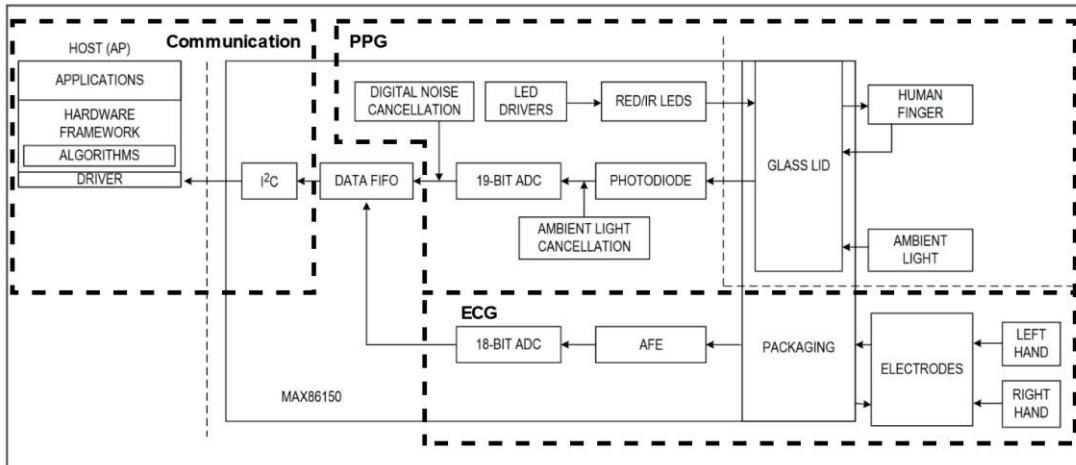 Communication
PPG
HOST (AP)
APPLICATIONS
HARDWARE
FRAMEWORK
ALGORITHMS
DRIVER
I²C
DATA FIFO
DIGITAL NOISE
CANCELLATION
LED
DRIVERS
RED/IR LEDS
19-BIT ADC
PHOTODIODE
AMBIENT LIGHT
CANCELLATION
GLASS LID
HUMAN
FINGER
AMBIENT
LIGHT
ECG
18-BIT ADC
AFE
PACKAGING
ELECTRODES
LEFT
HAND
RIGHT
HAND
MAX86150